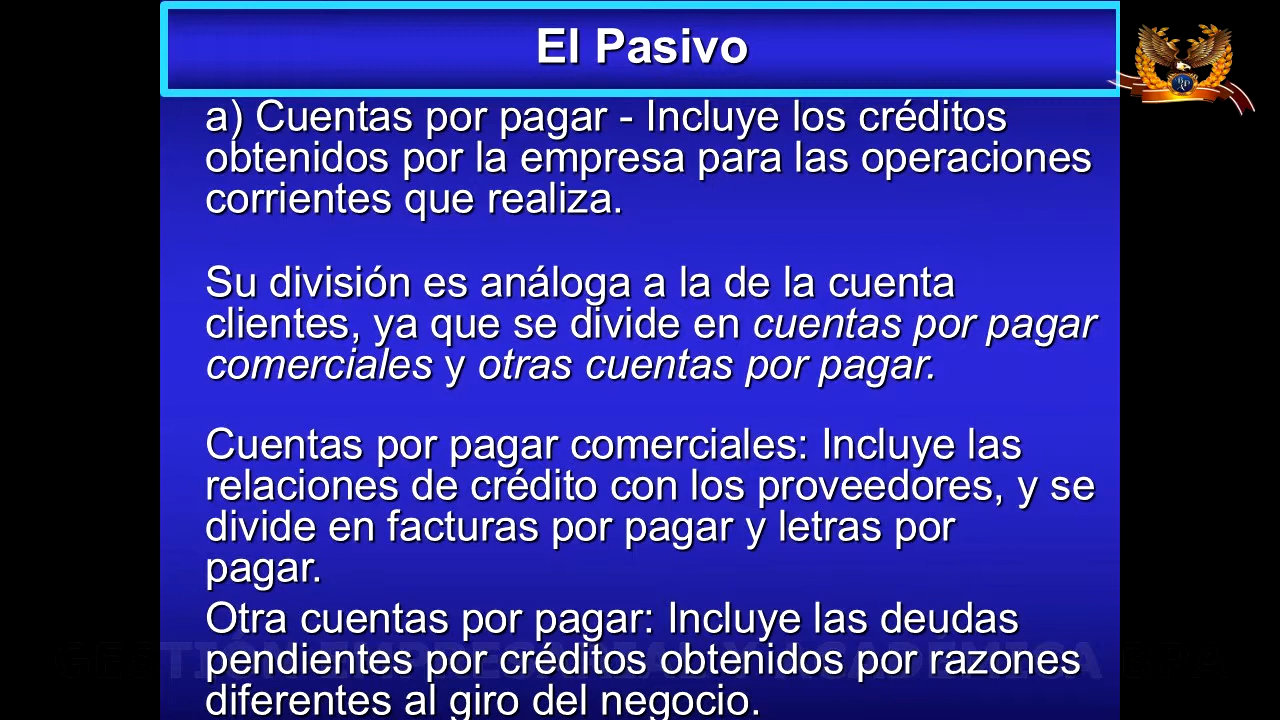 El Pasivo
a) Cuentas por pagar - Incluye los créditos
obtenidos por la empresa para las operaciones
corrientes que realiza.
Su división es análoga a la de la cuenta
clientes, ya que se divide en cuentas por pagar
comerciales y otras cuentas por pagar.
Cuentas por pagar comerciales: Incluye las
relaciones de crédito con los proveedores, y se
divide en facturas por pagar y letras por
pagar.
Otra cuentas por pagar: Incluye las deudas
pendientes por créditos obtenidos por razones
diferentes al giro del negocio.